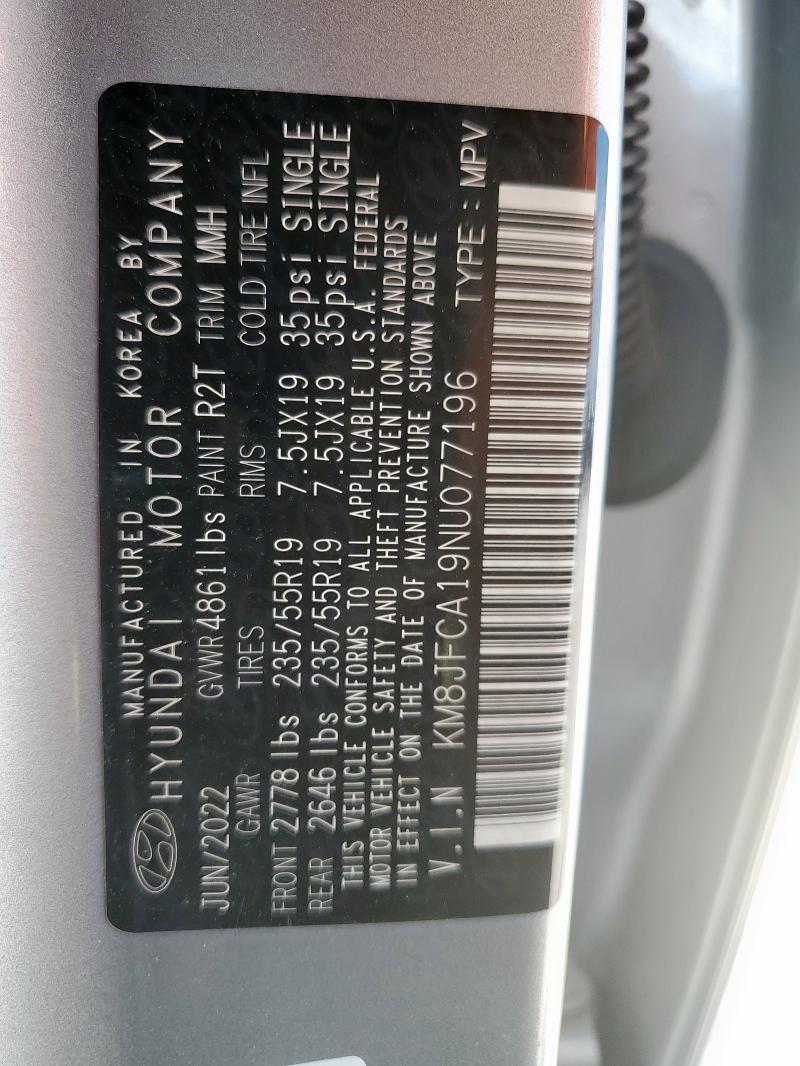 MANUFACTURED IN KOREA BY
HYUNDAI MOTOR COMPANY
JUN/2022 GVWR 4861 lbs PAINT R2T TRIM MMH
GAWR TIRES RIMS COLD TIRE INFL
FRONT 2778 lbs 235/55R19 7.5JX19 35psi SINGLE
REAR 2646 lbs 235/55R19 7.5JX19 35psi SINGLE
THIS VEHICLE CONFORMS TO ALL APPLICABLE U.S.A. FEDERAL
MOTOR VEHICLE SAFETY AND THEFT PREVENTION STANDARDS
IN EFFECT ON THE DATE OF MANUFACTURE SHOWN ABOVE
V.I.N KM8JFCA19NU077196 TYPE : MPV